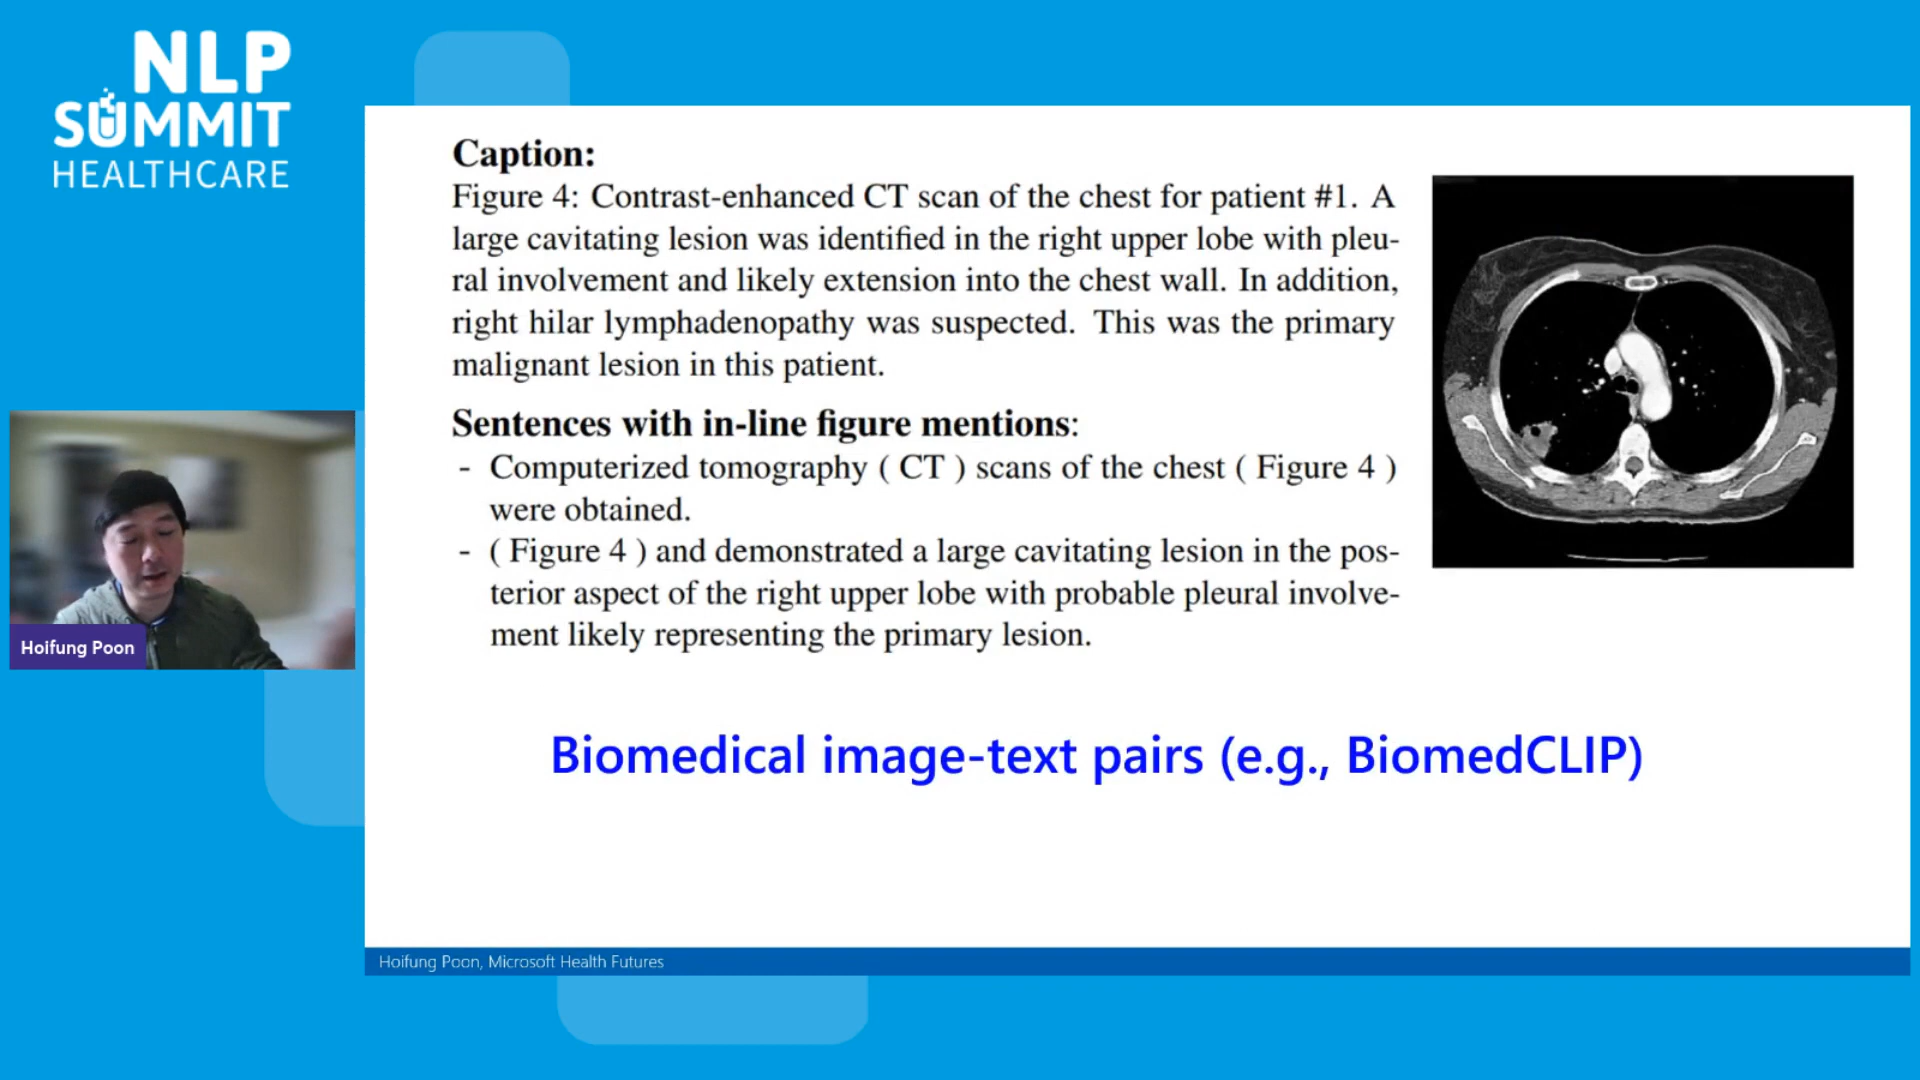 NLP
SUMMIT
HEALTHCARE
Caption:
Figure 4: Contrast-enhanced CT scan of the chest for patient #1. A
large cavitating lesion was identified in the right upper lobe with pleu-
ral involvement and likely extension into the chest wall. In addition,
right hilar lymphadenopathy was suspected. This was the primary
malignant lesion in this patient.
Sentences with in-line figure mentions:
- Computerized tomography ( CT ) scans of the chest ( Figure 4 )
were obtained.
- ( Figure 4 ) and demonstrated a large cavitating lesion in the pos-
terior aspect of the right upper lobe with probable pleural involve-
ment likely representing the primary lesion.
Hoifung Poon
Biomedical image-text pairs (e.g., BiomedCLIP)
Hoifung Poon, Microsoft Health Futures